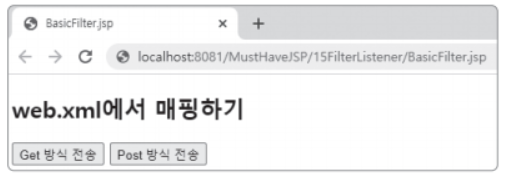 BasicFilter.jsp
localhost:8081/MustHaveJSP/15FilterListener/BasicFilter.jsp
web.xml에서 매핑하기
Get 방식 전송 Post 방식 전송